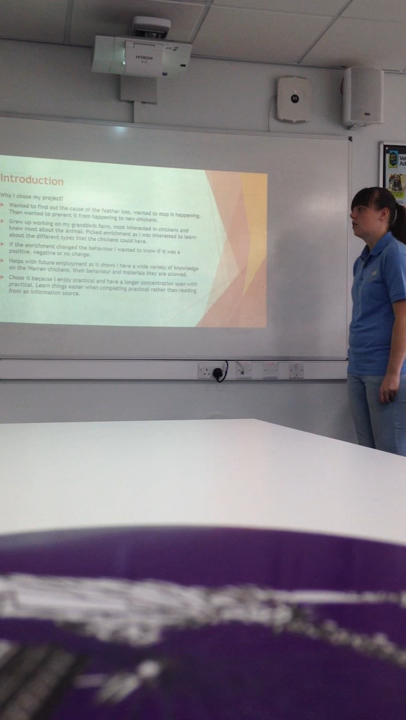 HITACHI
Introduction
Why I chose my project?
Wanted to find out the cause of the feather loss, wanted to stop it happening.
Then wanted to prevent it from happening to new chickens.
Grew up working on my grandad's farm, most interested in chickens and
knew most about the animal. Picked enrichment as I was interested to learn
about the different types that the chickens could have.
If the enrichment changed the behaviour I wanted to know if it was a
positive, negative or no change.
Helps with future employment as it shows I have a wide variety of knowledge
on the Warren chickens, their behaviour and materials they are allowed.
Chose it because I enjoy practical and have a longer concentration span with
practical. Learn things easier when completing practical rather than reading
from an information source.